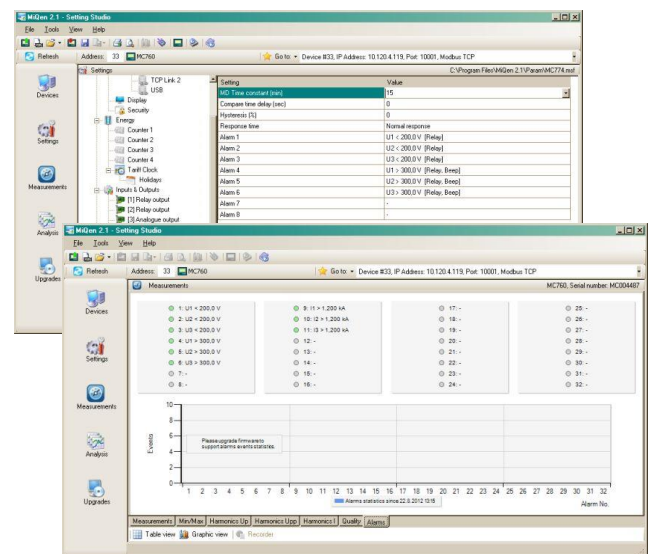 MiQen 2.1 - Setting Studio
File Tools View Help
Refresh Address: 33 MC760 Go to: Device #33, IP Address: 10.120.4.119, Port: 10001, Modbus TCP
Settings C:\Program Files\MiQen 2.1\Param\MC774.mst
Devices
Settings
Measurements
Analysis
Upgrades
TCP Link 2
USB
Display
Security
Energy
Counter 1
Counter 2
Counter 3
Counter 4
Tariff Clock
Holidays
Inputs & Outputs
[1] Relay output
[2] Relay output
[3] Analogue output
Setting Value
MD Time constant (min) 15
Compare time delay (sec) 0
Hysteresis (%) 0
Response time Normal response
Alarm 1 U1 < 200,0 V [Relay]
Alarm 2 U2 < 200,0 V [Relay]
Alarm 3 U3 < 200,0 V [Relay]
Alarm 4 U1 > 300,0 V [Relay, Beep]
Alarm 5 U2 > 300,0 V [Relay, Beep]
Alarm 6 U3 > 300,0 V [Relay, Beep]
Alarm 7 -
Alarm 8 -
MiQen 2.1 - Setting Studio
File Tools View Help
Refresh Address: 33 MC760 Go to: Device #33, IP Address: 10.120.4.119, Port: 10001, Modbus TCP
Measurements MC760, Serial number: MC004487
Devices
Settings
Measurements
Analysis
Upgrades
1: U1 < 200,0 V 9: I1 > 1,200 kA 17: - 25: -
2: U2 < 200,0 V 10: I2 > 1,200 kA 18: - 26: -
3: U3 < 200,0 V 11: I3 > 1,200 kA 19: - 27: -
4: U1 > 300,0 V 12: - 20: - 28: -
5: U2 > 300,0 V 13: - 21: - 29: -
6: U3 > 300,0 V 14: - 22: - 30: -
7: - 15: - 23: - 31: -
8: - 16: - 24: - 32: -
10
8
6
4
2
0
Events
Please upgrade firmware to
support alarms events statistics.
1 2 3 4 5 6 7 8 9 10 11 12 13 14 15 16 17 18 19 20 21 22 23 24 25 26 27 28 29 30 31 32
Alarms statistics since 22.8.2012 13:15
Alarm No.
Measurements Min/Max Harmonics Up Harmonics Upp Harmonics I Quality Alarms
Table view Graphic view Recorder